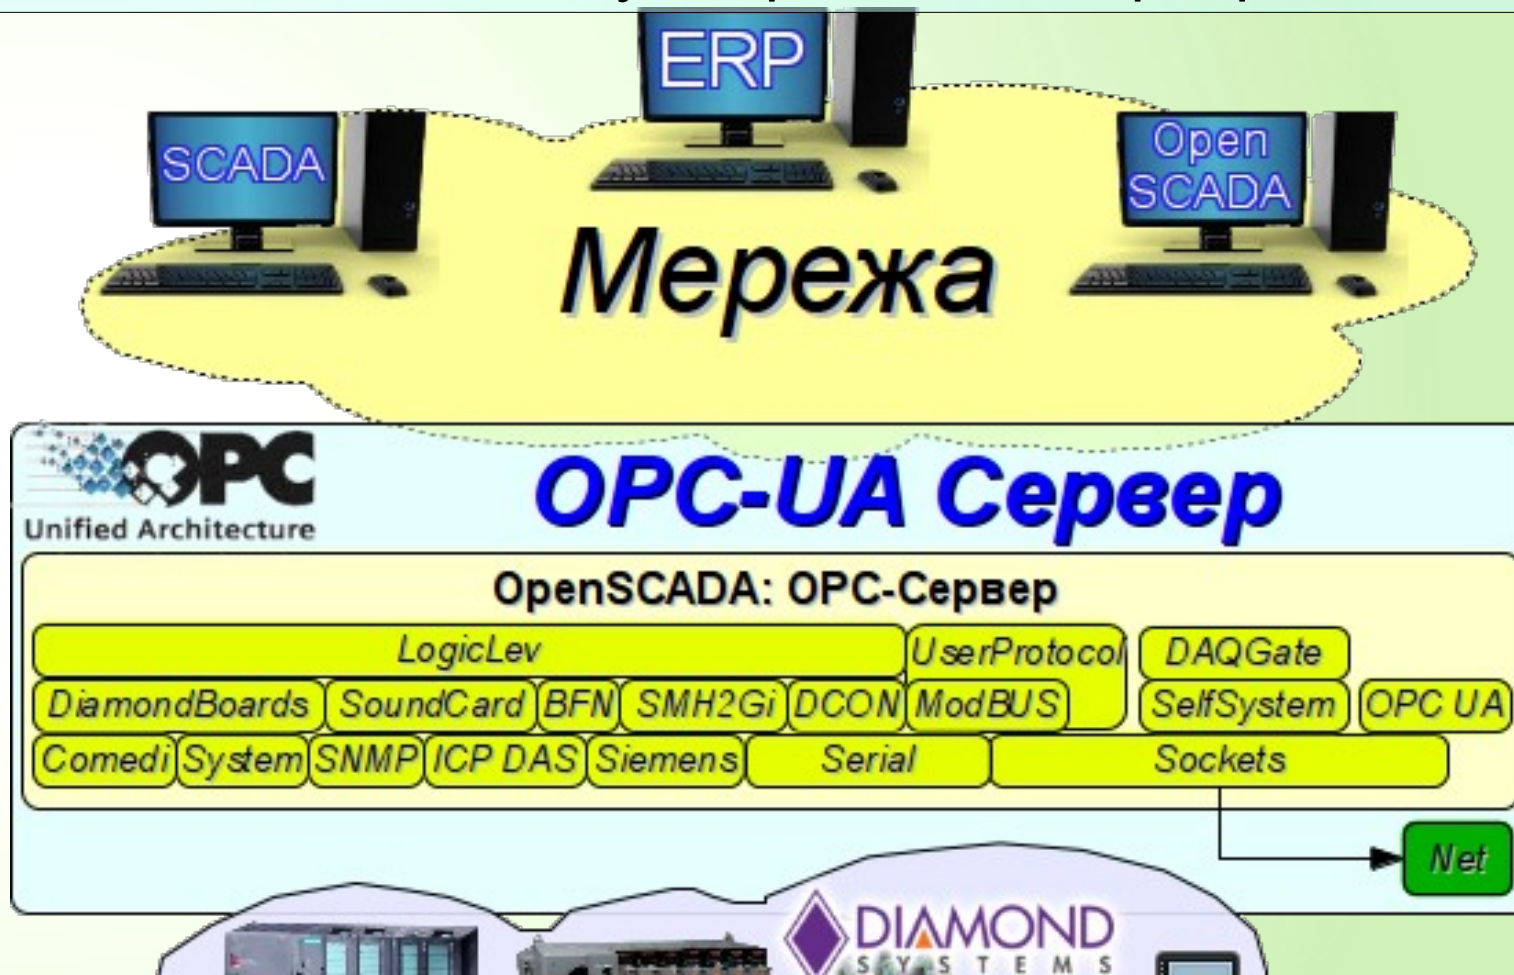 ERP
SCADA
Open
SCADA
Мережа
OPC
Unified Architecture
OPC-UA Сервер
OpenSCADA: OPC-Сервер
LogicLev UserProtocol DAQGate
DiamondBoards SoundCard BFN SMH2Gi DCON ModBUS SelfSystem OPC UA
Comedi System SNMP ICP DAS Siemens Serial Sockets
Net
DIAMOND
SYSTEMS